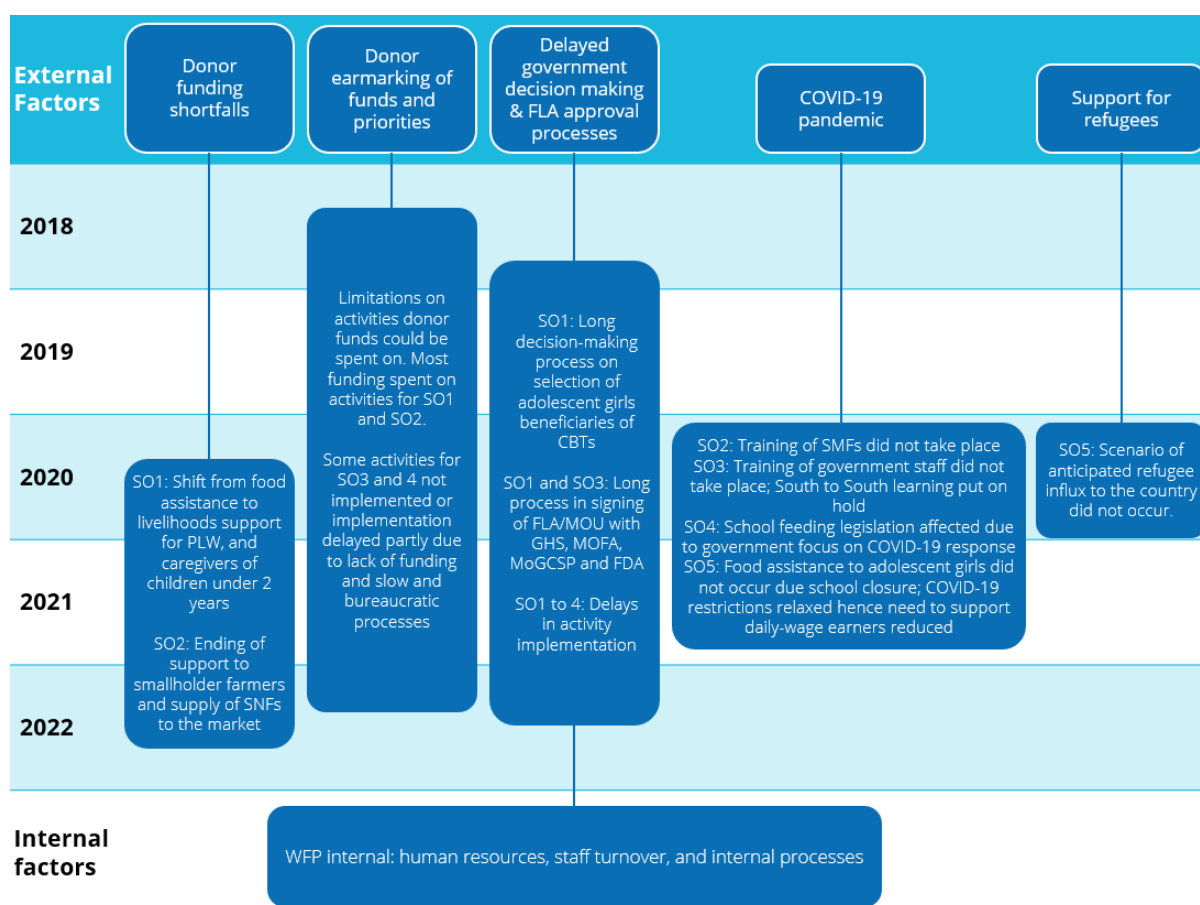 External
Factors
Donor
funding
shortfalls
Donor
earmarking of
funds and
priorities
Delayed
government
decision making
& FLA approval
processes
COVID-19
pandemic
Support for
refugees
2018
2019
2020
2021
2022
SO1: Shift from food
assistance to
livelihoods support
for PLW, and
caregivers of
children under 2
years
SO2: Ending of
support to
smallholder farmers
and supply of SNFs
to the market
Limitations on
activities donor
funds could be
spent on. Most
funding spent on
activities for SO1
and SO2.
Some activities for
SO3 and 4 not
implemented or
implementation
delayed partly due
to lack of funding
and slow and
bureaucratic
processes
SO1: Long
decision-making
process on
selection of
adolescent girls
beneficiaries of
CBTs
SO1 and SO3: Long
process in signing
of FLA/MOU with
GHS, MOFA,
MoGCSP and FDA
SO1 to 4: Delays
in activity
implementation
SO2: Training of SMFs did not take place
SO3: Training of government staff did not
take place; South to South learning put on
hold
SO4: School feeding legislation affected due
to government focus on COVID-19 response
SO5: Food assistance to adolescent girls did
not occur due school closure; COVID-19
restrictions relaxed hence need to support
daily-wage earners reduced
SO5: Scenario of
anticipated refugee
influx to the country
did not occur.
Internal
factors
WFP internal: human resources, staff turnover, and internal processes